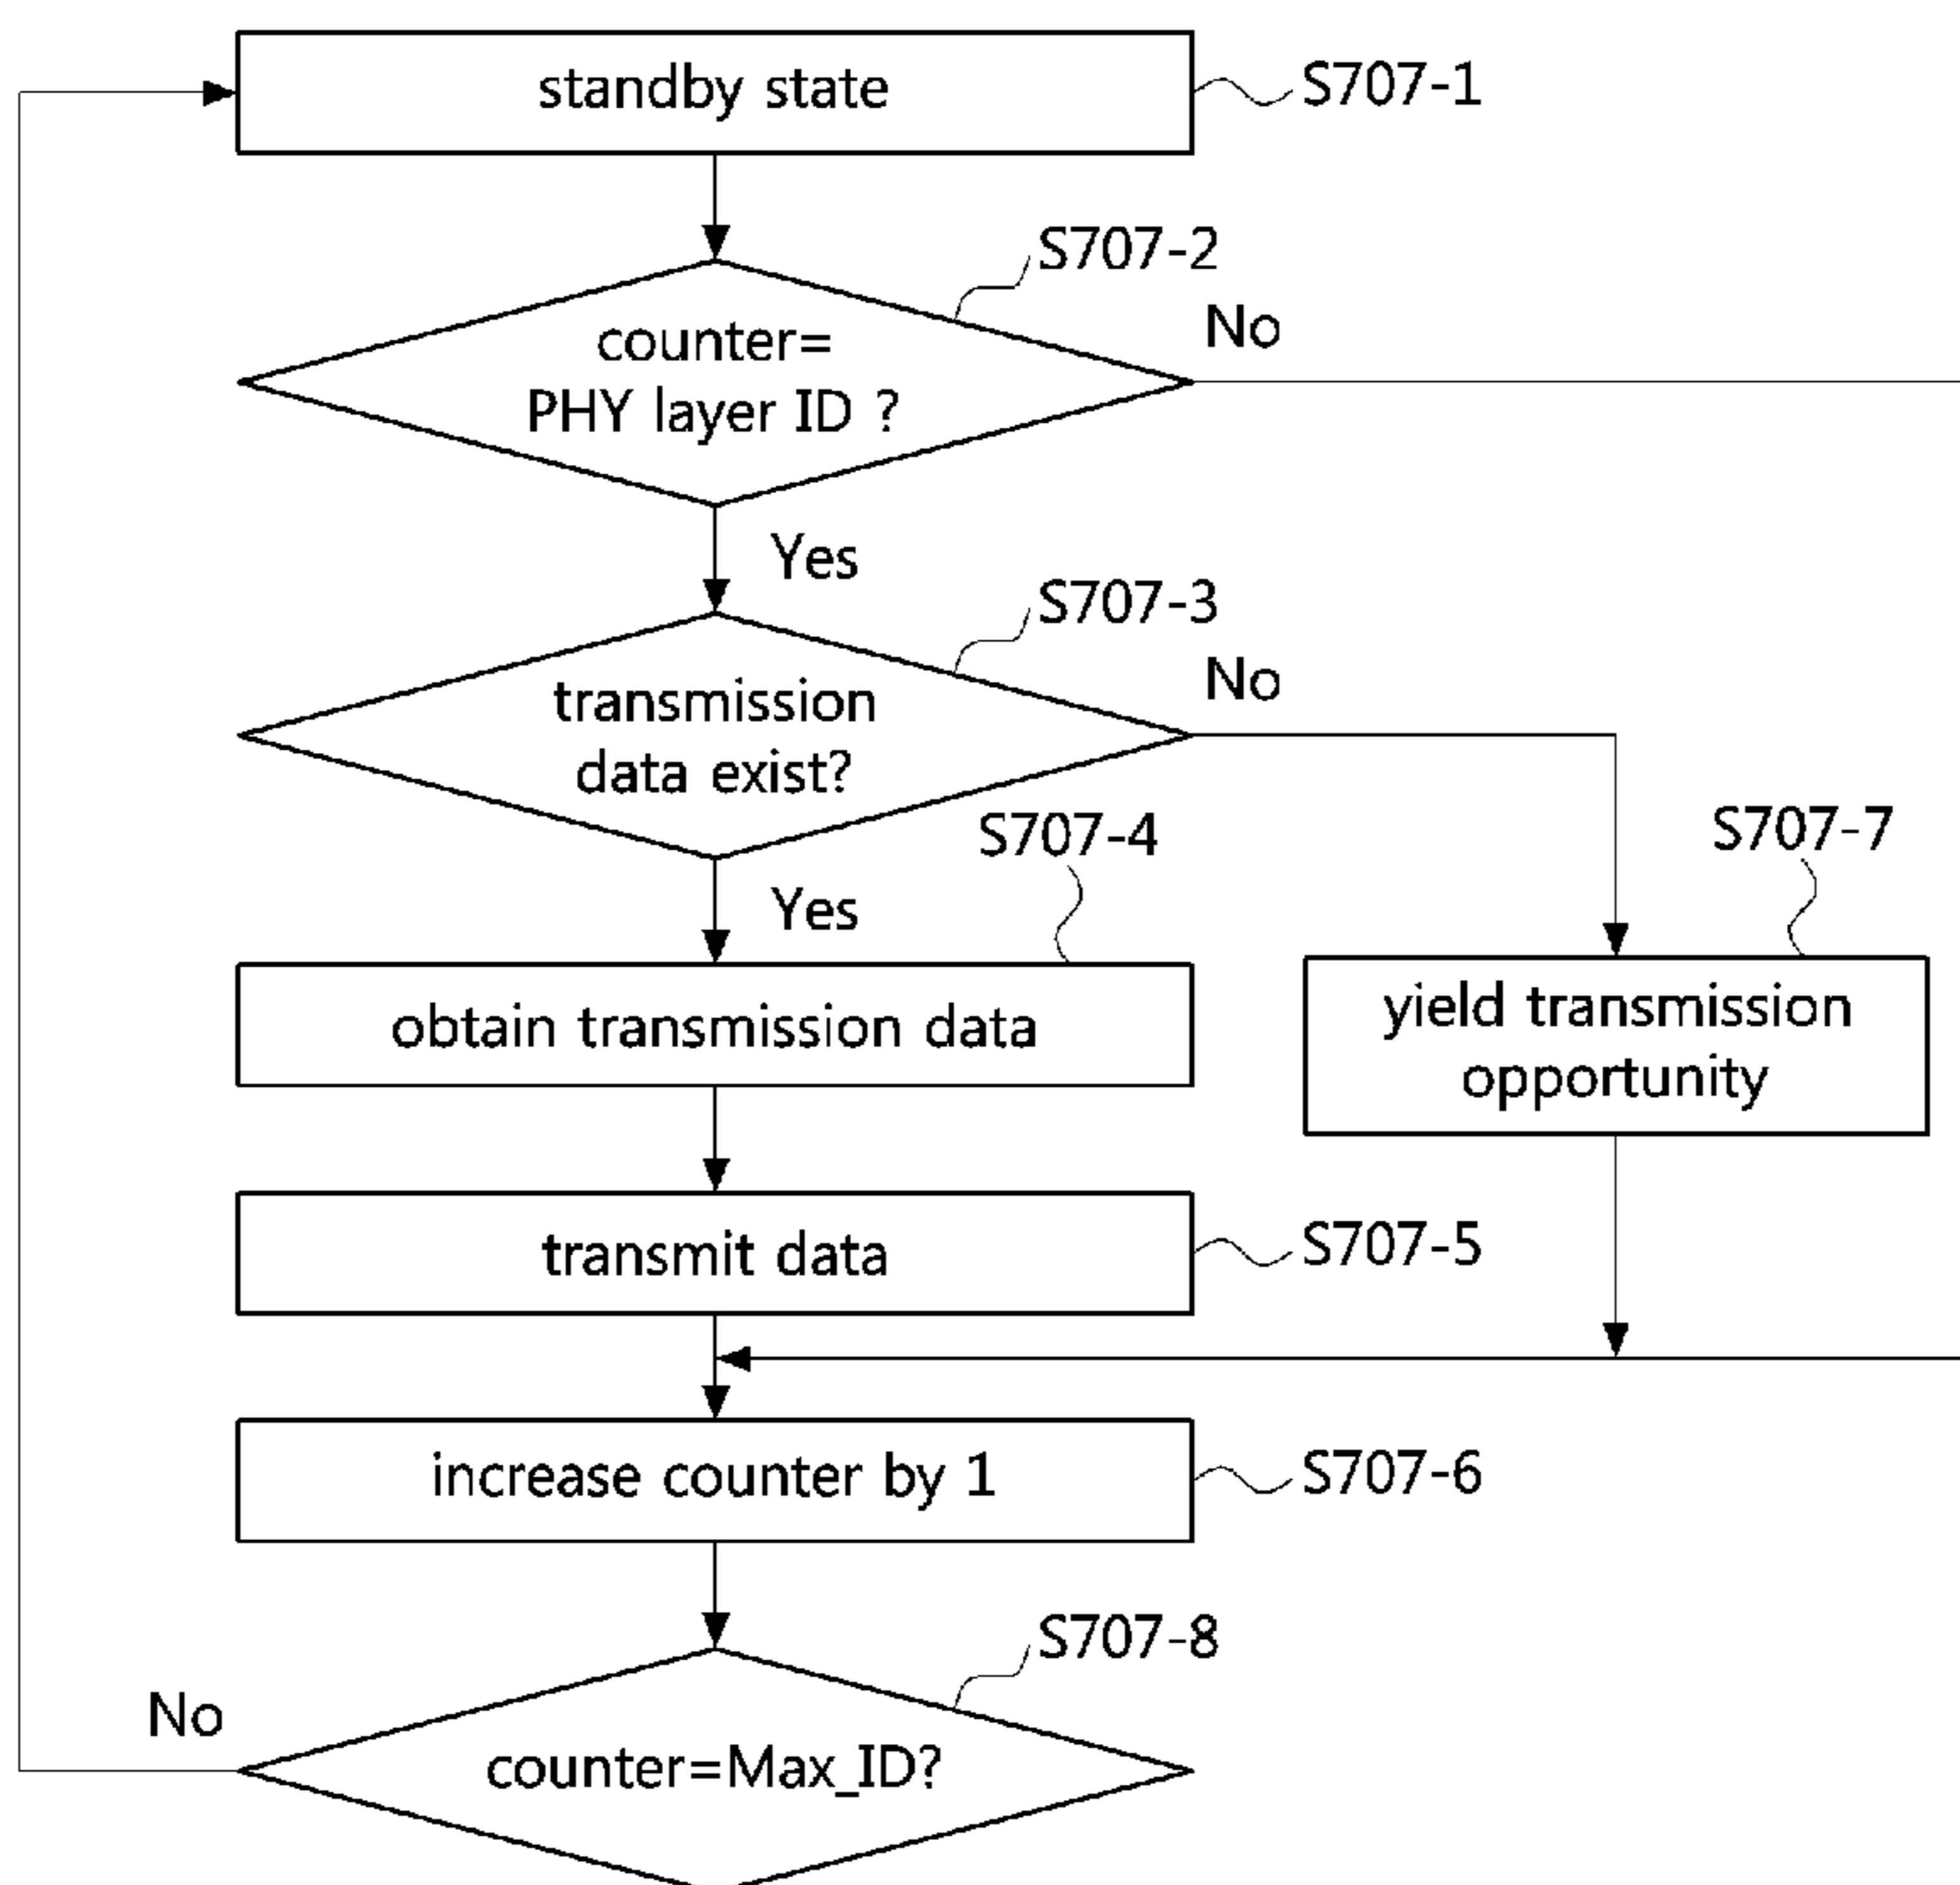 standby state
S707-1
S707-2
counter=
PHY layer ID ?
No
Yes
S707-3
transmission
data exist?
No
Yes
S707-4
S707-7
obtain transmission data
yield transmission
opportunity
transmit data
S707-5
increase counter by 1
S707-6
S707-8
No
counter=Max_ID?